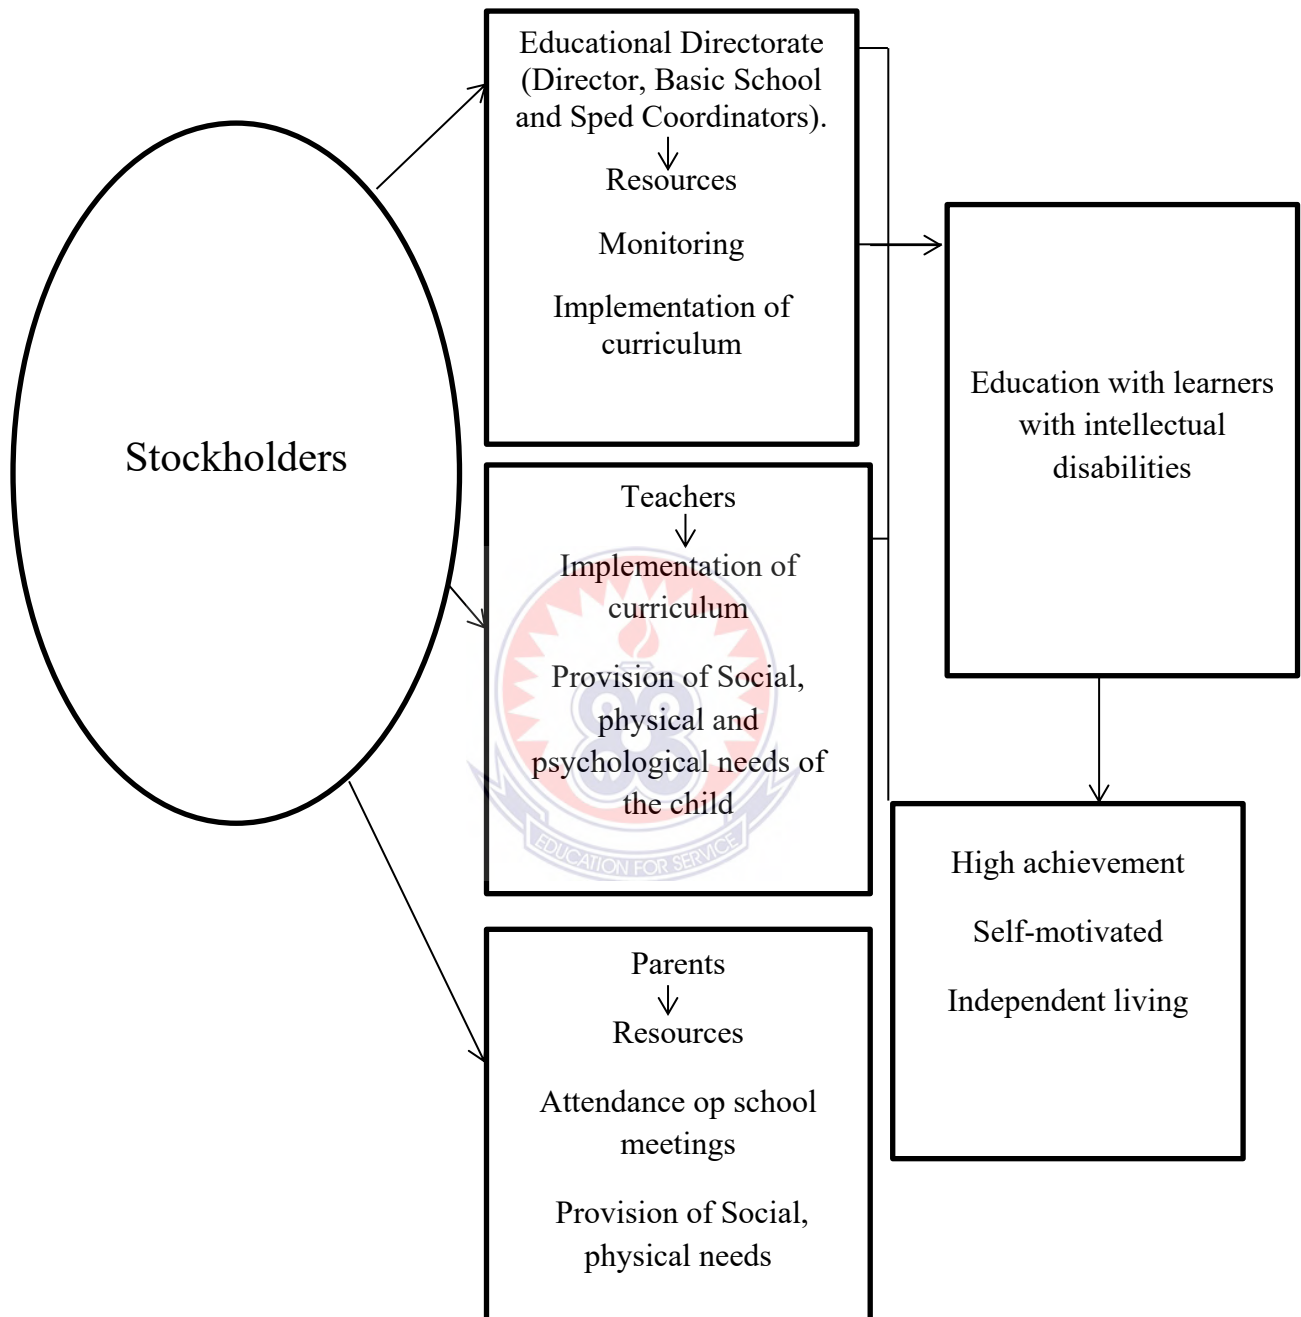 Stockholders
Educational Directorate
(Director, Basic School
and Sped Coordinators).
Resources
Monitoring
Implementation of
curriculum
Teachers
Implementation of
curriculum
Provision of Social,
physical and
psychological needs of
the child
EDUCATION FOR SERVICE
Parents
Resources
Attendance op school
meetings
Provision of Social,
physical needs
Education with learners
with intellectual
disabilities
High achievement
Self-motivated
Independent living